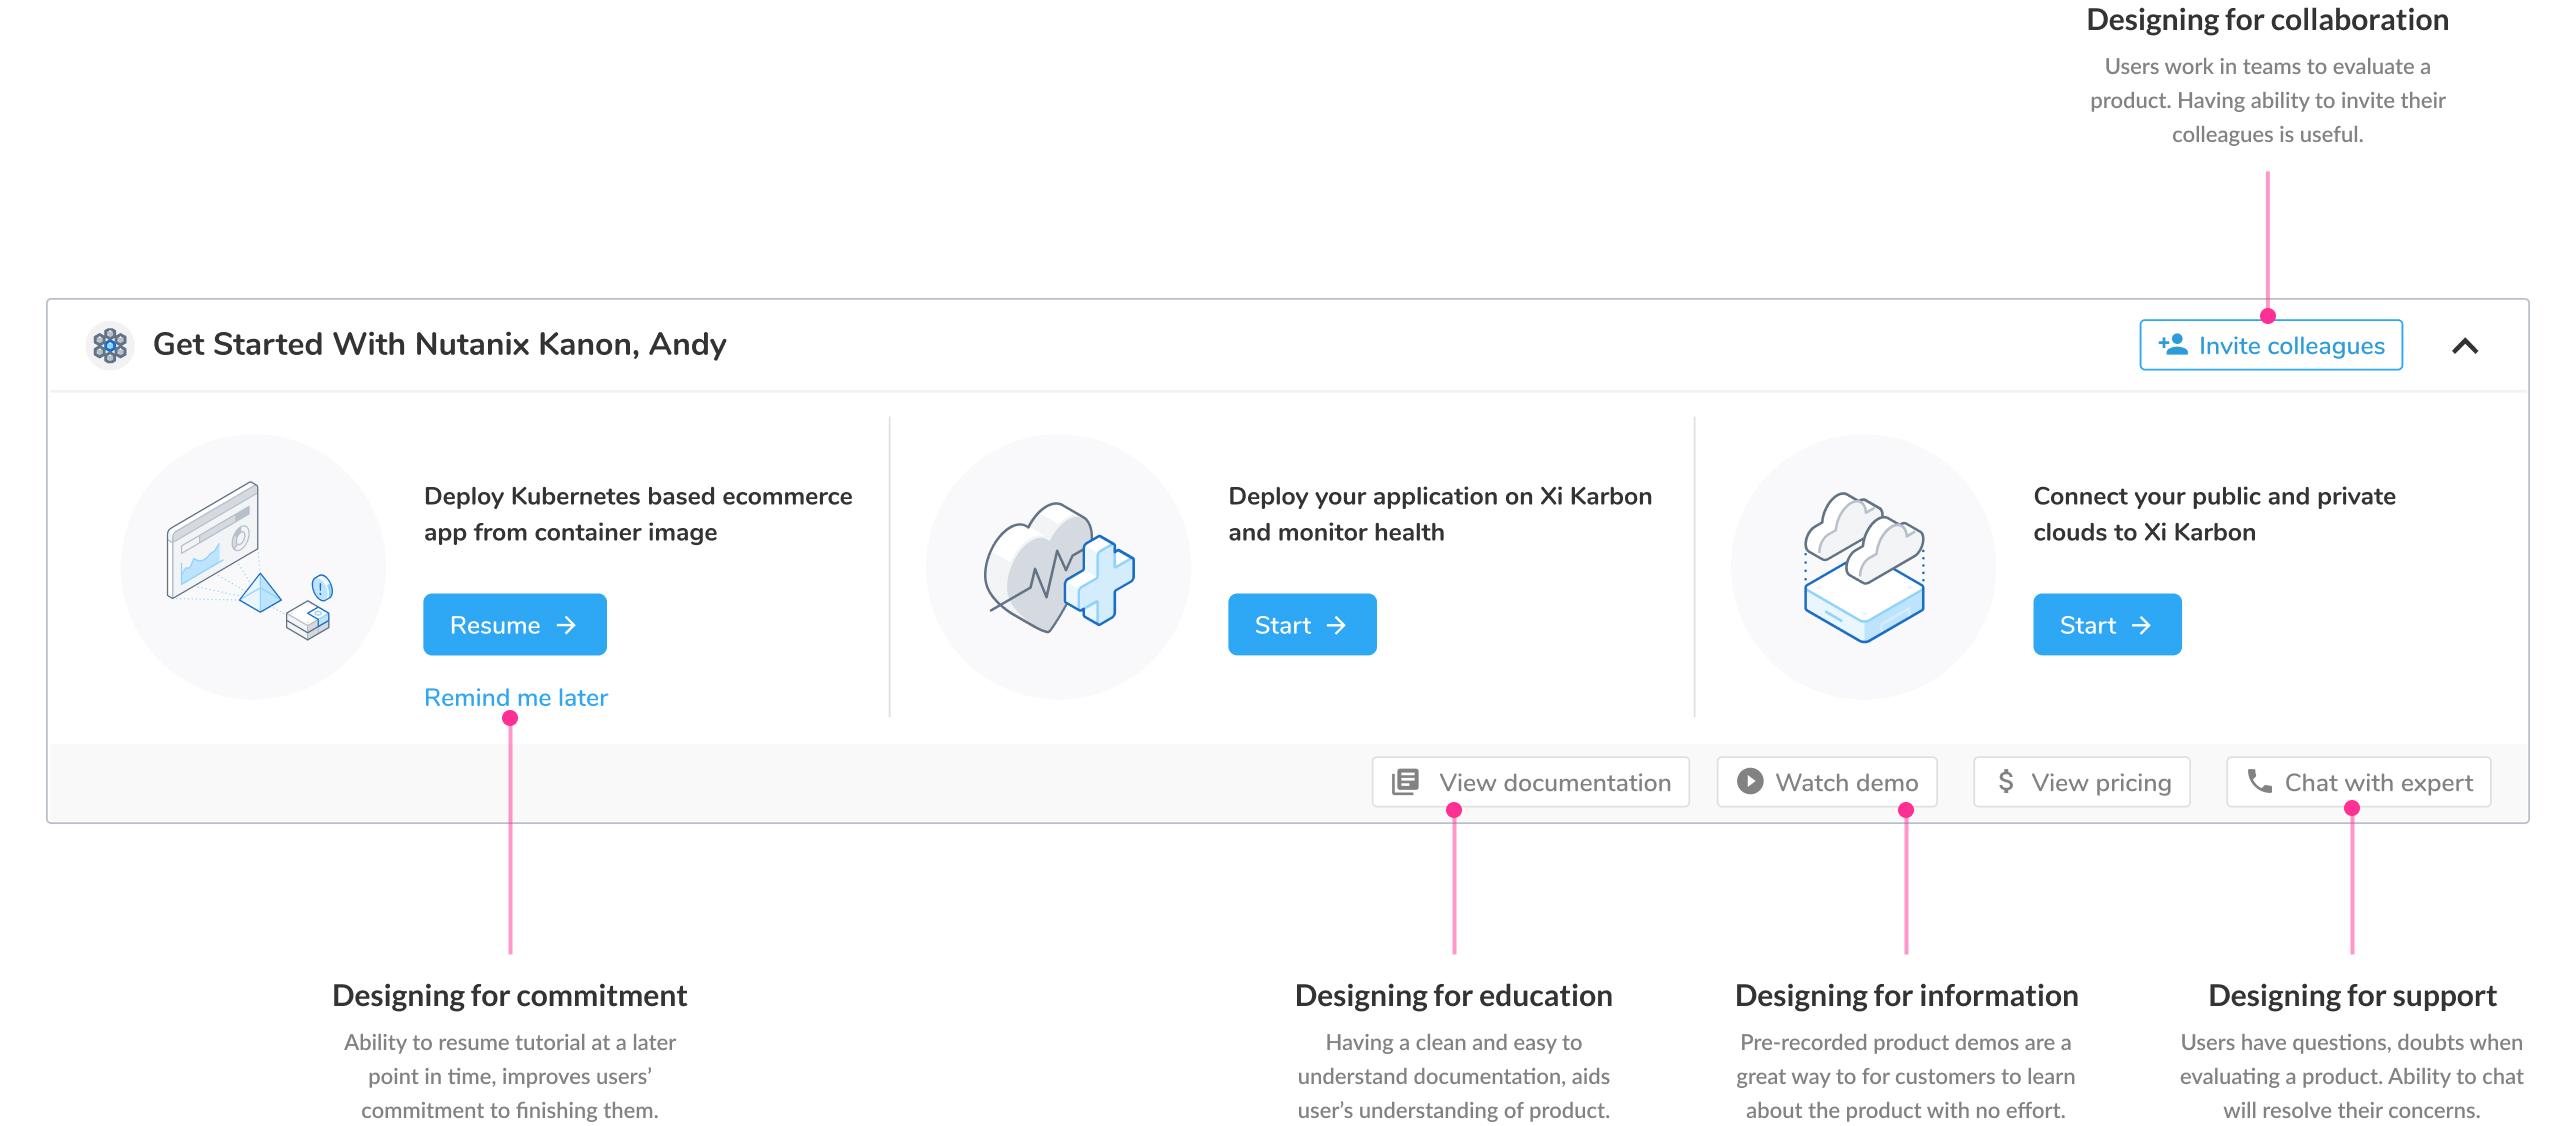 Designing for collaboration
Users work in teams to evaluate a
product. Having ability to invite their
colleagues is useful.
Get Started With Nutanix Kanon, Andy
Invite colleagues
Deploy Kubernetes based ecommerce
app from container image
Resume
Remind me later
Deploy your application on Xi Karbon
and monitor health
Start
Connect your public and private
clouds to Xi Karbon
Start
View documentation
Watch demo
$ View pricing
Chat with expert
Designing for commitment
Ability to resume tutorial at a later
point in time, improves users’
commitment to finishing them.
Designing for education
Having a clean and easy to
understand documentation, aids
user’s understanding of product.
Designing for information
Pre-recorded product demos are a
great way to for customers to learn
about the product with no effort.
Designing for support
Users have questions, doubts when
evaluating a product. Ability to chat
will resolve their concerns.